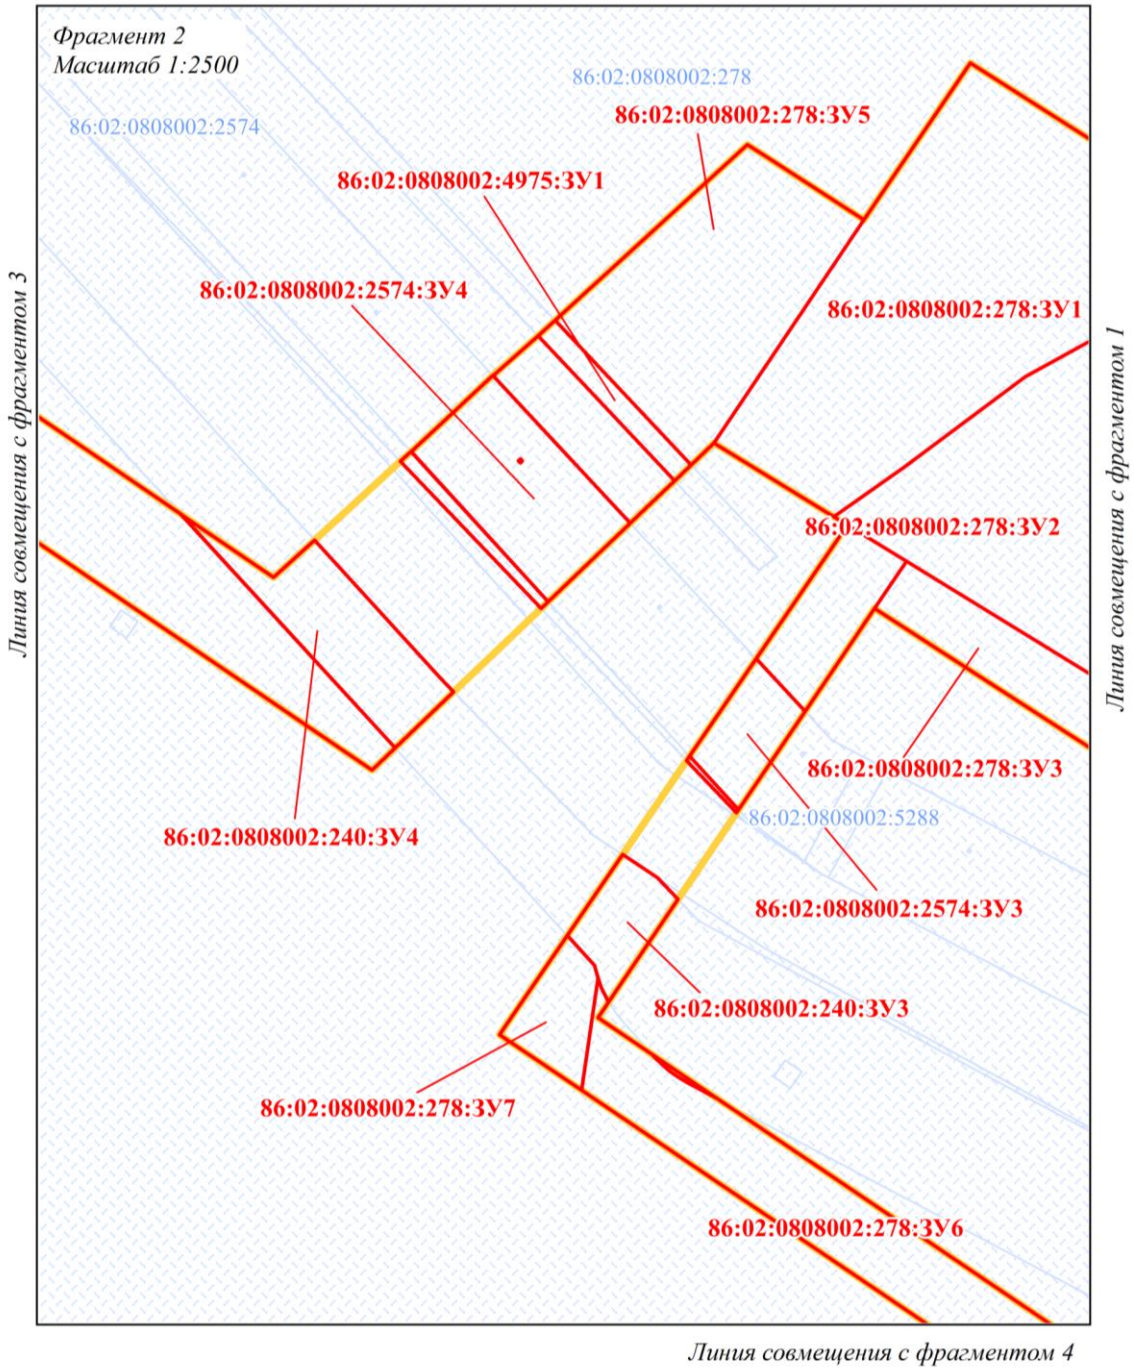 Фрагмент 2
Масштаб 1:2500
86:02:0808002:278
86:02:0808002:278:ЗУ5
86:02:0808002:2574
86:02:0808002:4975:ЗУ1
86:02:0808002:2574:ЗУ4
86:02:0808002:278:ЗУ1
Линия совмещения с фрагментом 3
Линия совмещения с фрагментом 1
86:02:0808002:278:ЗУ2
86:02:0808002:278:ЗУ3
86:02:0808002:5288
86:02:0808002:240:ЗУ4
86:02:0808002:2574:ЗУ3
86:02:0808002:240:ЗУ3
86:02:0808002:278:ЗУ7
86:02:0808002:278:ЗУ6
Линия совмещения с фрагментом 4